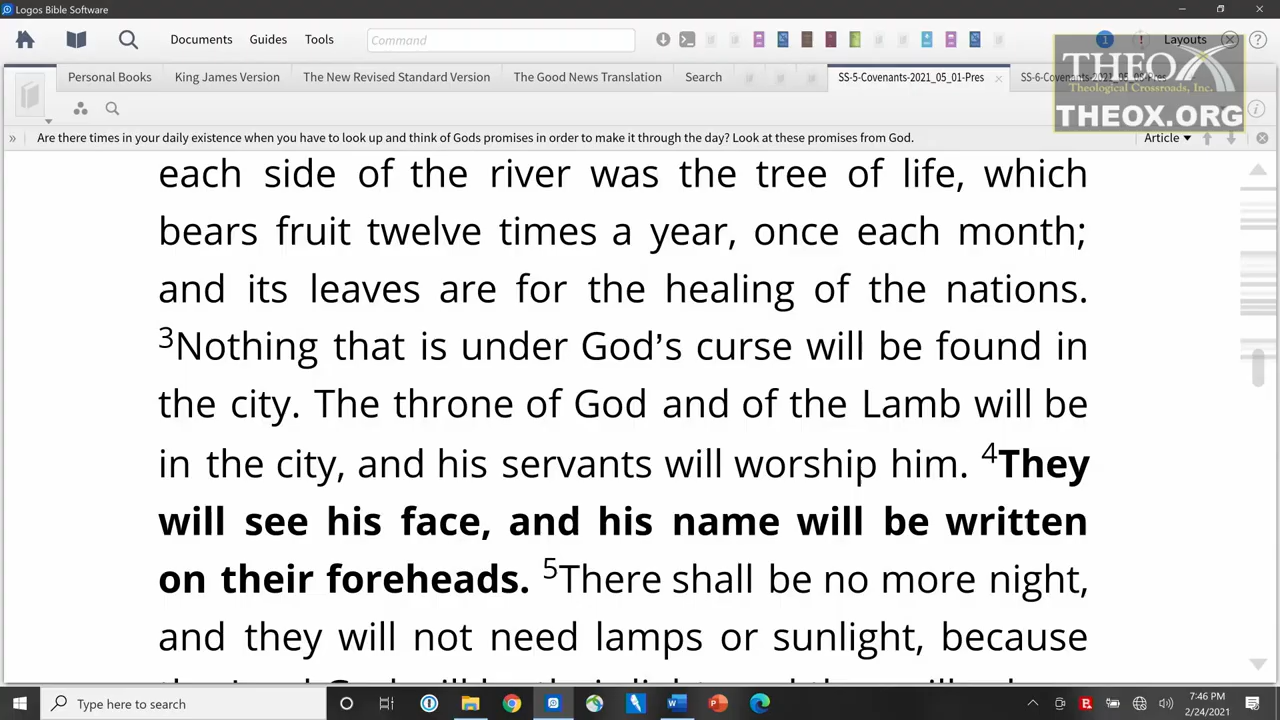 Logos Bible Software
Documents Guides Tools Command Layouts
Personal Books King James Version The New Revised Standard Version The Good News Translation Search SS-5-Covenants-2021_05_01-Pres
THEOX
Theological Crossroads, Inc.
THEOX.ORG
Are there times in your daily existence when you have to look up and think of God's promises in order to make it through the day? Look at these promises from God. Article
each side of the river was the tree of life, which
bears fruit twelve times a year, once each month;
and its leaves are for the healing of the nations.
3Nothing that is under God's curse will be found in
the city. The throne of God and of the Lamb will be
in the city, and his servants will worship him. 4They
will see his face, and his name will be written
on their foreheads. 5There shall be no more night,
and they will not need lamps or sunlight, because
Type here to search
7:46 PM
2/24/2021